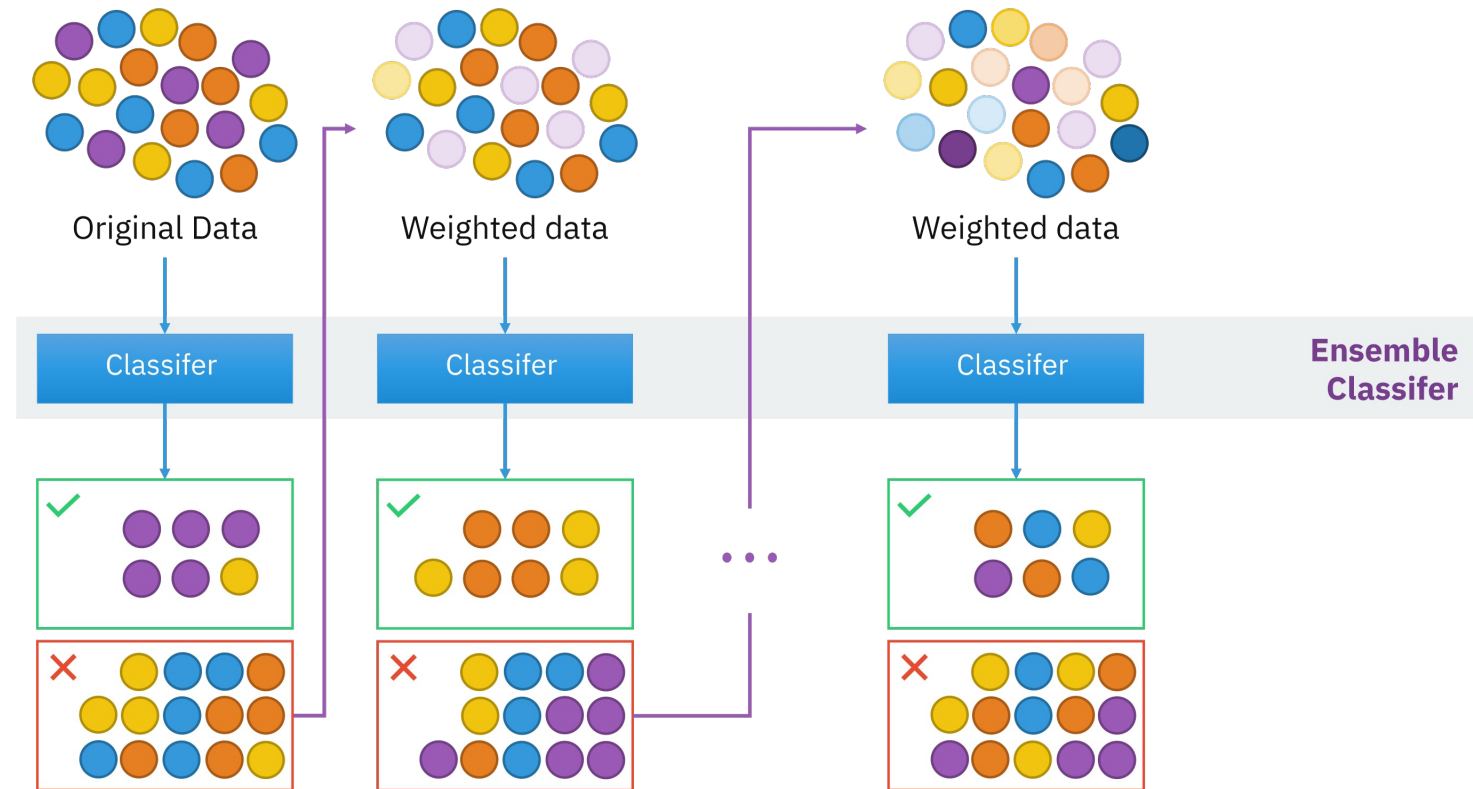 Original Data
Weighted data
Weighted data
Classifer
Classifer
Classifer
Ensemble
Classifer